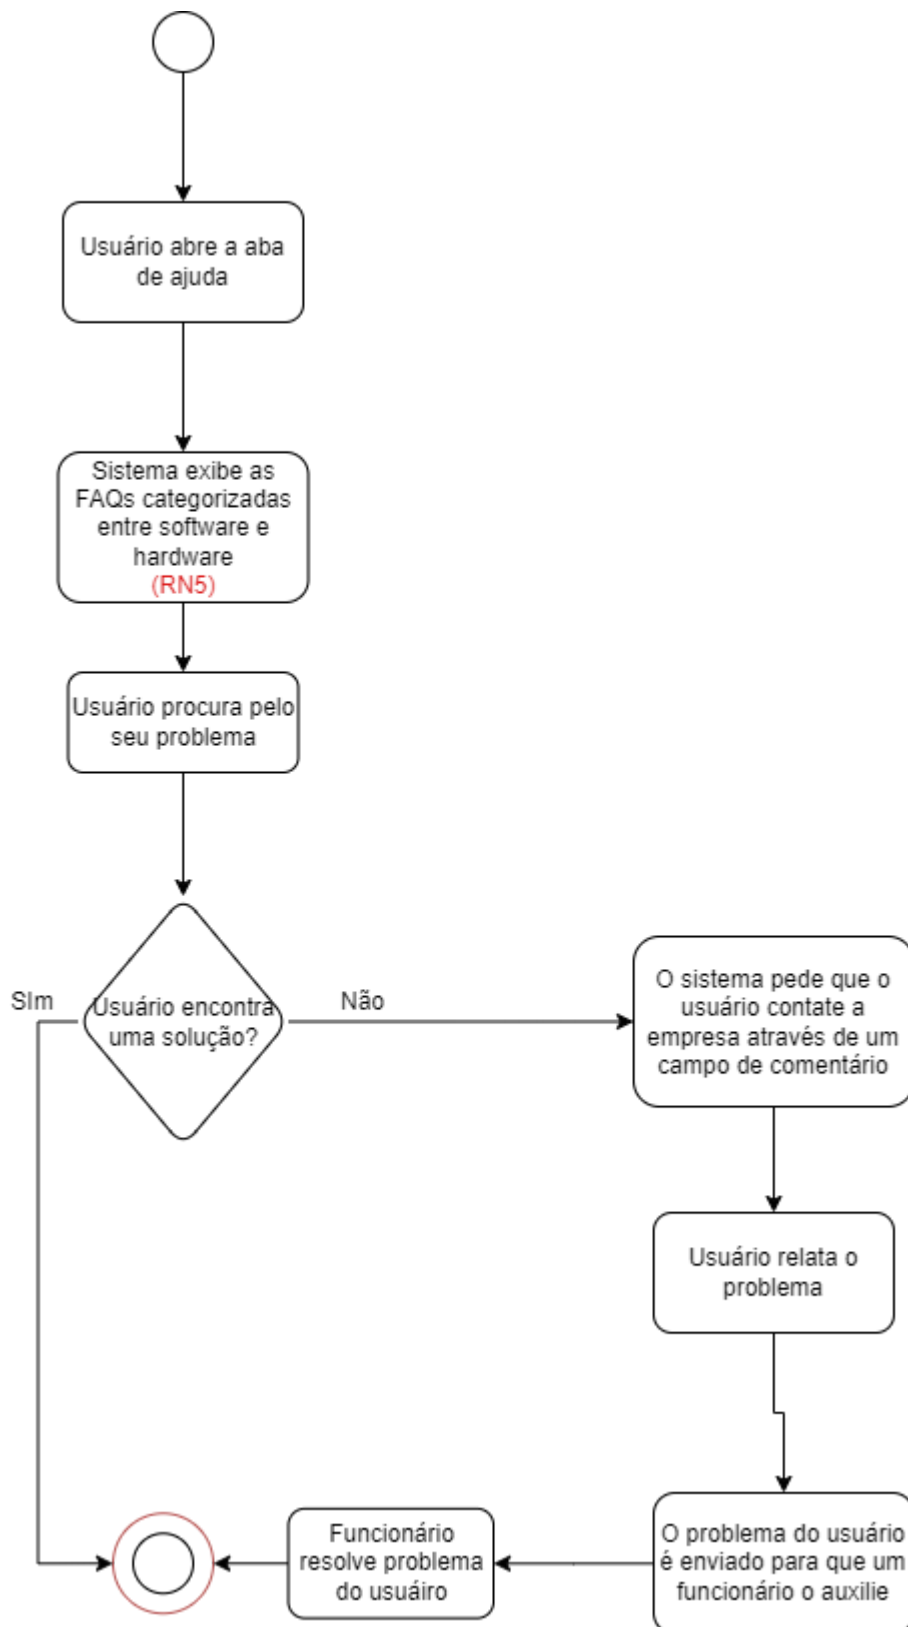 Usuário abre a aba
de ajuda
Sistema exibe as
FAQs categorizadas
entre software e
hardware
(RN5)
Usuário procura pelo
seu problema
SIm
Usuário encontra
uma solução?
Não
O sistema pede que o
usuário contate a
empresa através de um
campo de comentário
Usuário relata o
problema
O problema do usuário
é enviado para que um
funcionário o auxilie
Funcionário
resolve problema
do usuáiro